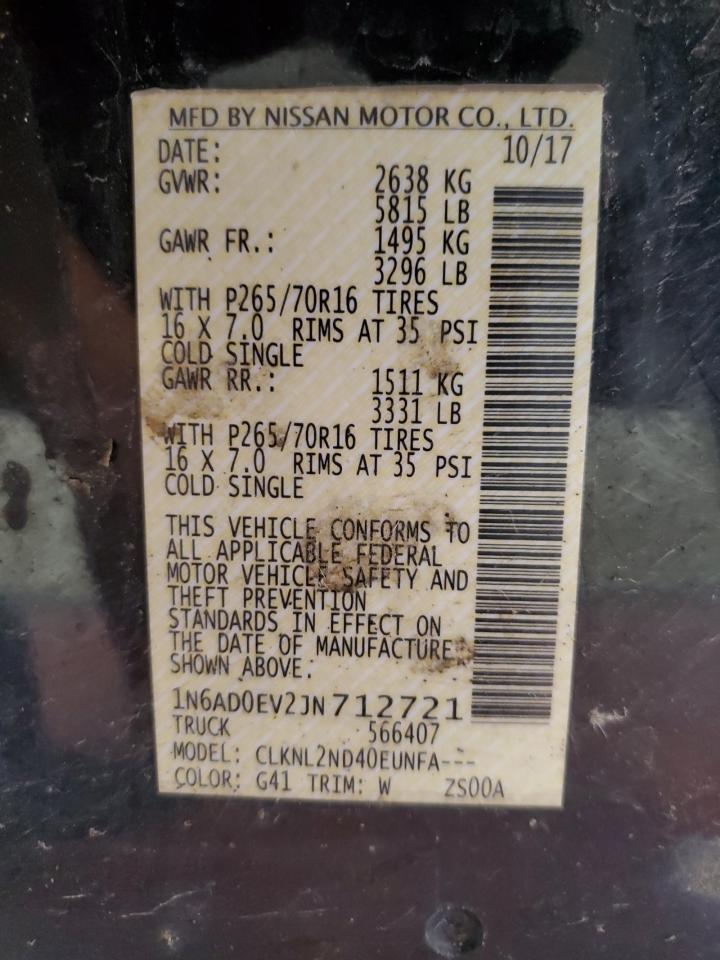 MFD BY NISSAN MOTOR CO., LTD.
DATE: 10/17
GVWR: 2638 KG
5815 LB
GAWR FR.: 1495 KG
3296 LB
WITH P265/70R16 TIRES
16 X 7.0 RIMS AT 35 PSI
COLD SINGLE
GAWR RR.: 1511 KG
3331 LB
WITH P265/70R16 TIRES
16 X 7.0 RIMS AT 35 PSI
COLD SINGLE
THIS VEHICLE CONFORMS TO
ALL APPLICABLE FEDERAL
MOTOR VEHICLE SAFETY AND
THEFT PREVENTION
STANDARDS IN EFFECT ON
THE DATE OF MANUFACTURE
SHOWN ABOVE.
1N6AD0EV2JN712721
TRUCK 566407
MODEL: CLKNL2ND40EUNFA---
COLOR: G41 TRIM: W ZS00A